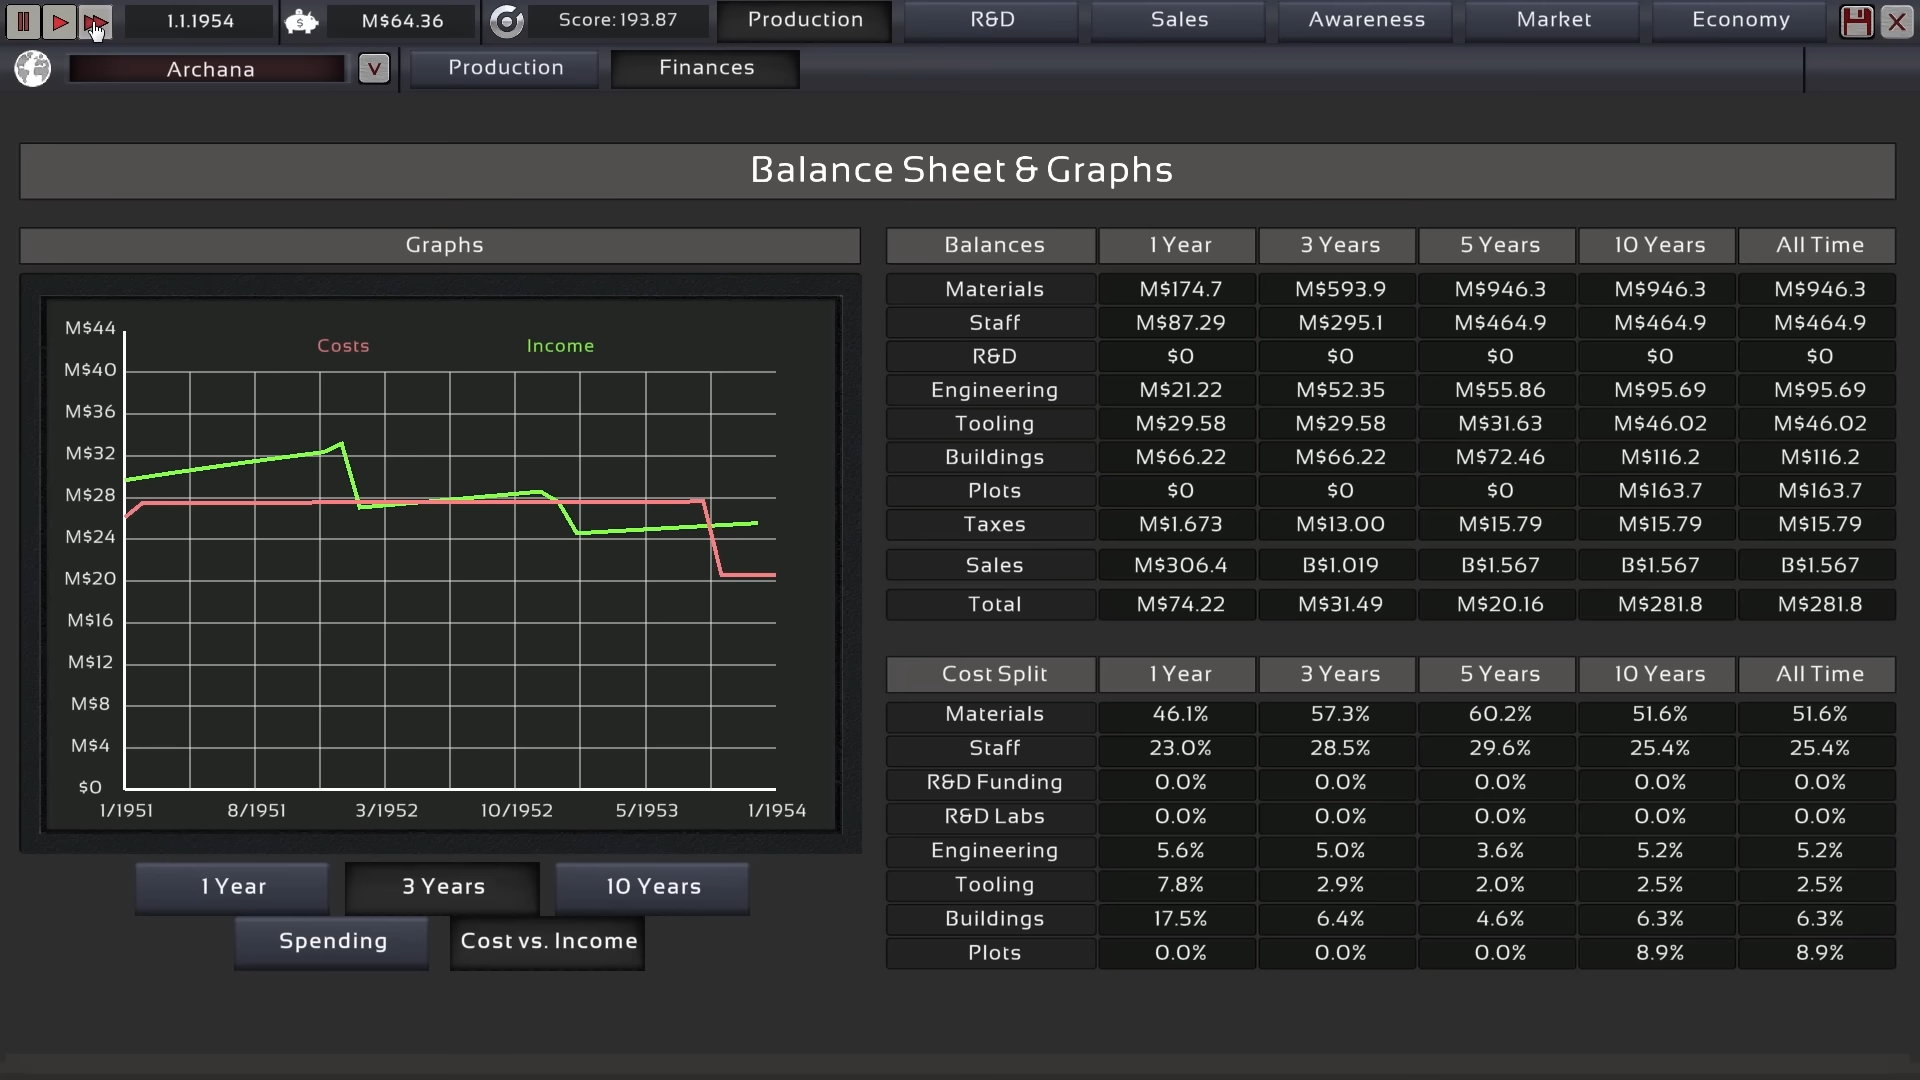 1.1.1954 M$64.36 Score: 193.87 Production R&D Sales Awareness Market Economy
Archana V Production Finances
Balance Sheet & Graphs
Graphs
Costs Income
M$44
M$40
M$36
M$32
M$28
M$24
M$20
M$16
M$12
M$8
M$4
$0
1/1951 8/1951 3/1952 10/1952 5/1953 1/1954
1 Year 3 Years 10 Years
Spending Cost vs. Income
Balances 1 Year 3 Years 5 Years 10 Years All Time
Materials M$174.7 M$593.9 M$946.3 M$946.3 M$946.3
Staff M$87.29 M$295.1 M$464.9 M$464.9 M$464.9
R&D $0 $0 $0 $0 $0
Engineering M$21.22 M$52.35 M$55.86 M$95.69 M$95.69
Tooling M$29.58 M$29.58 M$31.63 M$46.02 M$46.02
Buildings M$66.22 M$66.22 M$72.46 M$116.2 M$116.2
Plots $0 $0 $0 M$163.7 M$163.7
Taxes M$1.673 M$13.00 M$15.79 M$15.79 M$15.79
Sales M$306.4 B$1.019 B$1.567 B$1.567 B$1.567
Total M$74.22 M$31.49 M$20.16 M$281.8 M$281.8
Cost Split 1 Year 3 Years 5 Years 10 Years All Time
Materials 46.1% 57.3% 60.2% 51.6% 51.6%
Staff 23.0% 28.5% 29.6% 25.4% 25.4%
R&D Funding 0.0% 0.0% 0.0% 0.0% 0.0%
R&D Labs 0.0% 0.0% 0.0% 0.0% 0.0%
Engineering 5.6% 5.0% 3.6% 5.2% 5.2%
Tooling 7.8% 2.9% 2.0% 2.5% 2.5%
Buildings 17.5% 6.4% 4.6% 6.3% 6.3%
Plots 0.0% 0.0% 0.0% 8.9% 8.9%